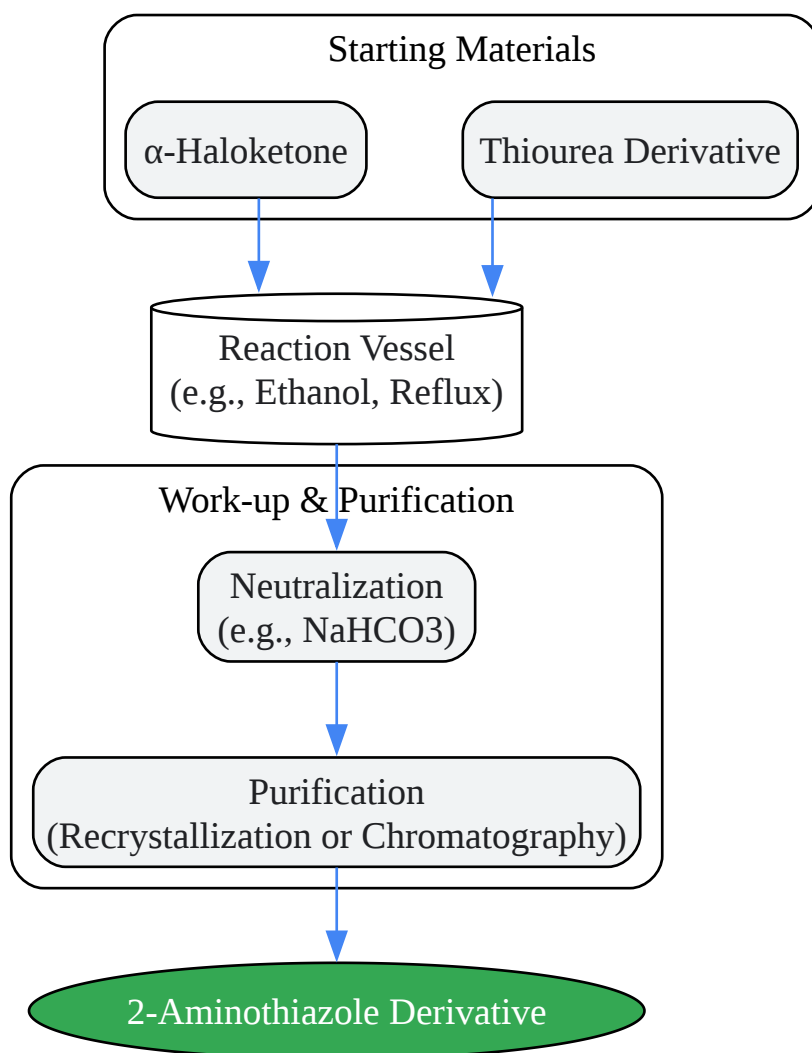 Starting Materials
α-Haloketone
Thiourea Derivative
Reaction Vessel
(e.g., Ethanol, Reflux)
Work-up & Purification
Neutralization
(e.g., NaHCO3)
Purification
(Recrystallization or Chromatography)
2-Aminothiazole Derivative